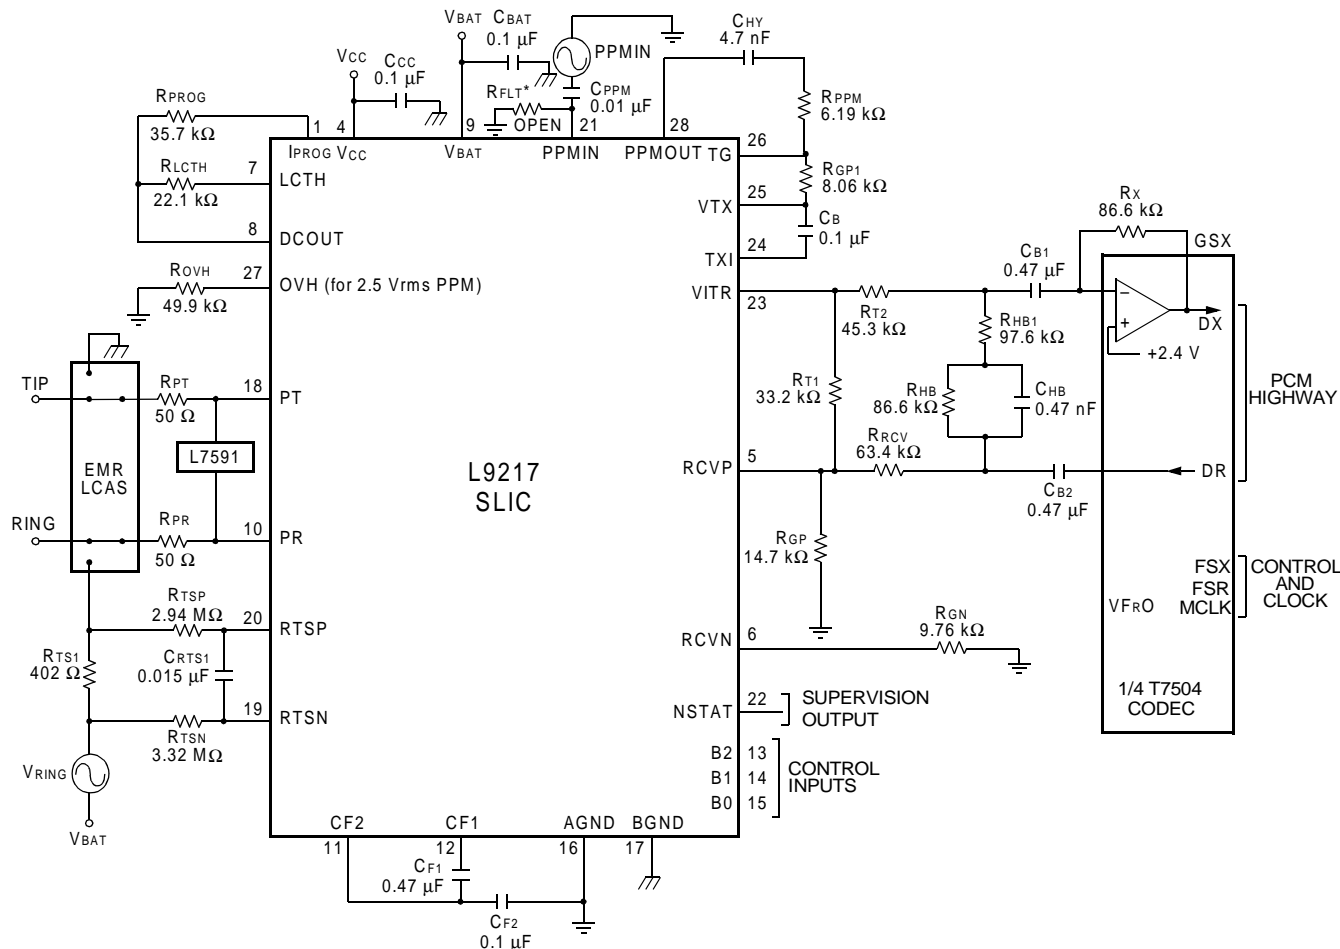 VBAT
CBAT
0.1 µF
PPMIN
CHY
4.7 nF
VCC
CCC
0.1 µF
RFLT*
OPEN
CPPM
0.01 µF
RPROG
35.7 kΩ
RPPM
6.19 kΩ
1
4
9
21
28
26
IPROG
VCC
VBAT
PPMIN
PPMOUT
TG
RLCTH
22.1 kΩ
7
LCTH
RGP1
8.06 kΩ
25
VTX
8
DCOUT
CB
0.1 µF
24
TXI
ROVH
49.9 kΩ
27
OVH (for 2.5 Vrms PPM)
VITR
23
RX
86.6 kΩ
GSX
CB1
0.47 µF
RT2
45.3 kΩ
RHB1
97.6 kΩ
–
+
+2.4 V
DX
TIP
RPT
50 Ω
18
PT
RT1
33.2 kΩ
RHB
86.6 kΩ
CHB
0.47 nF
PCM
HIGHWAY
L7591
EMR
LCAS
L9217
SLIC
RCVP
5
RRCV
63.4 kΩ
CB2
0.47 µF
DR
RING
RPR
50 Ω
10
PR
RGP
14.7 kΩ
FSX
FSR
MCLK
CONTROL
AND
CLOCK
VFRO
RTSP
2.94 MΩ
20
RTSP
RCVN
6
RGN
9.76 kΩ
RTS1
402 Ω
CRTS1
0.015 µF
19
RTSN
RTSN
3.32 MΩ
NSTAT
22
SUPERVISION
OUTPUT
1/4 T7504
CODEC
VRING
VBAT
B2
13
B1
14
B0
15
CONTROL
INPUTS
CF2
CF1
AGND
BGND
11
12
16
17
CF1
0.47 µF
CF2
0.1 µF